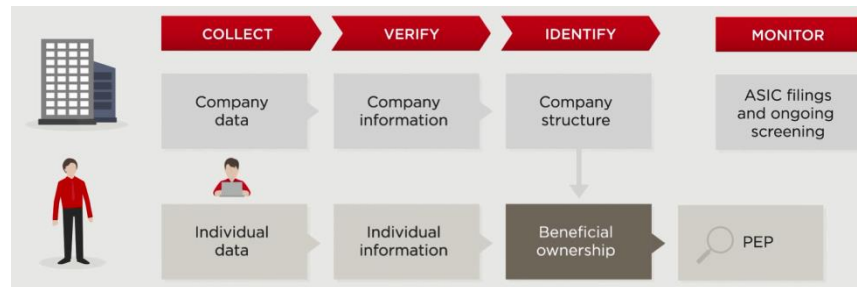 COLLECT
VERIFY
IDENTIFY
MONITOR
Company
data
Company
information
Company
structure
ASIC filings
and ongoing
screening
Individual
data
Individual
information
Beneficial
ownership
PEP